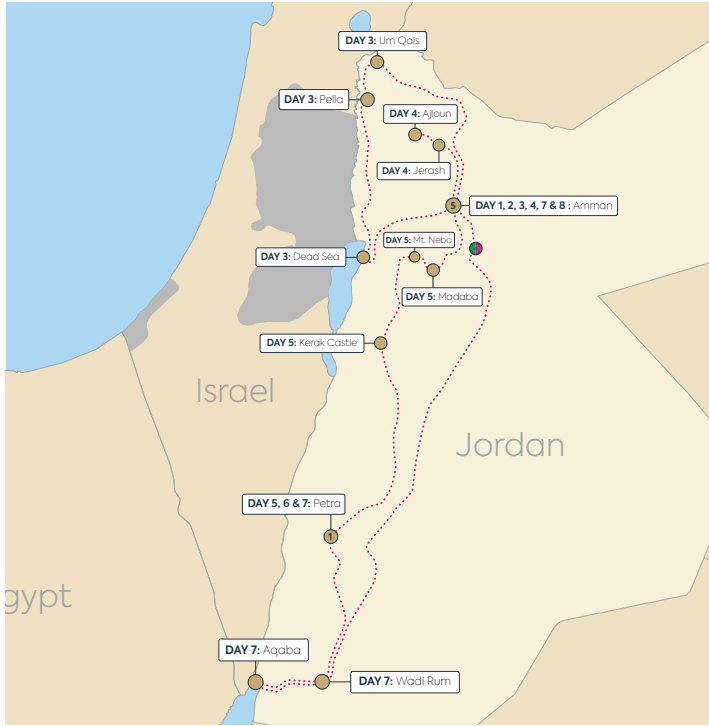 DAY 3: Um Qais
DAY 3: Pella
DAY 4: Ajloun
DAY 4: Jerash
5
DAY 1, 2, 3, 4, 7 & 8 : Amman
DAY 5: Mt. Nebo
DAY 3: Dead Sea
DAY 5: Madaba
DAY 5: Kerak Castle
Israel
Jordan
DAY 5, 6 & 7: Petra
1
gypt
DAY 7: Aqaba
DAY 7: Wadi Rum